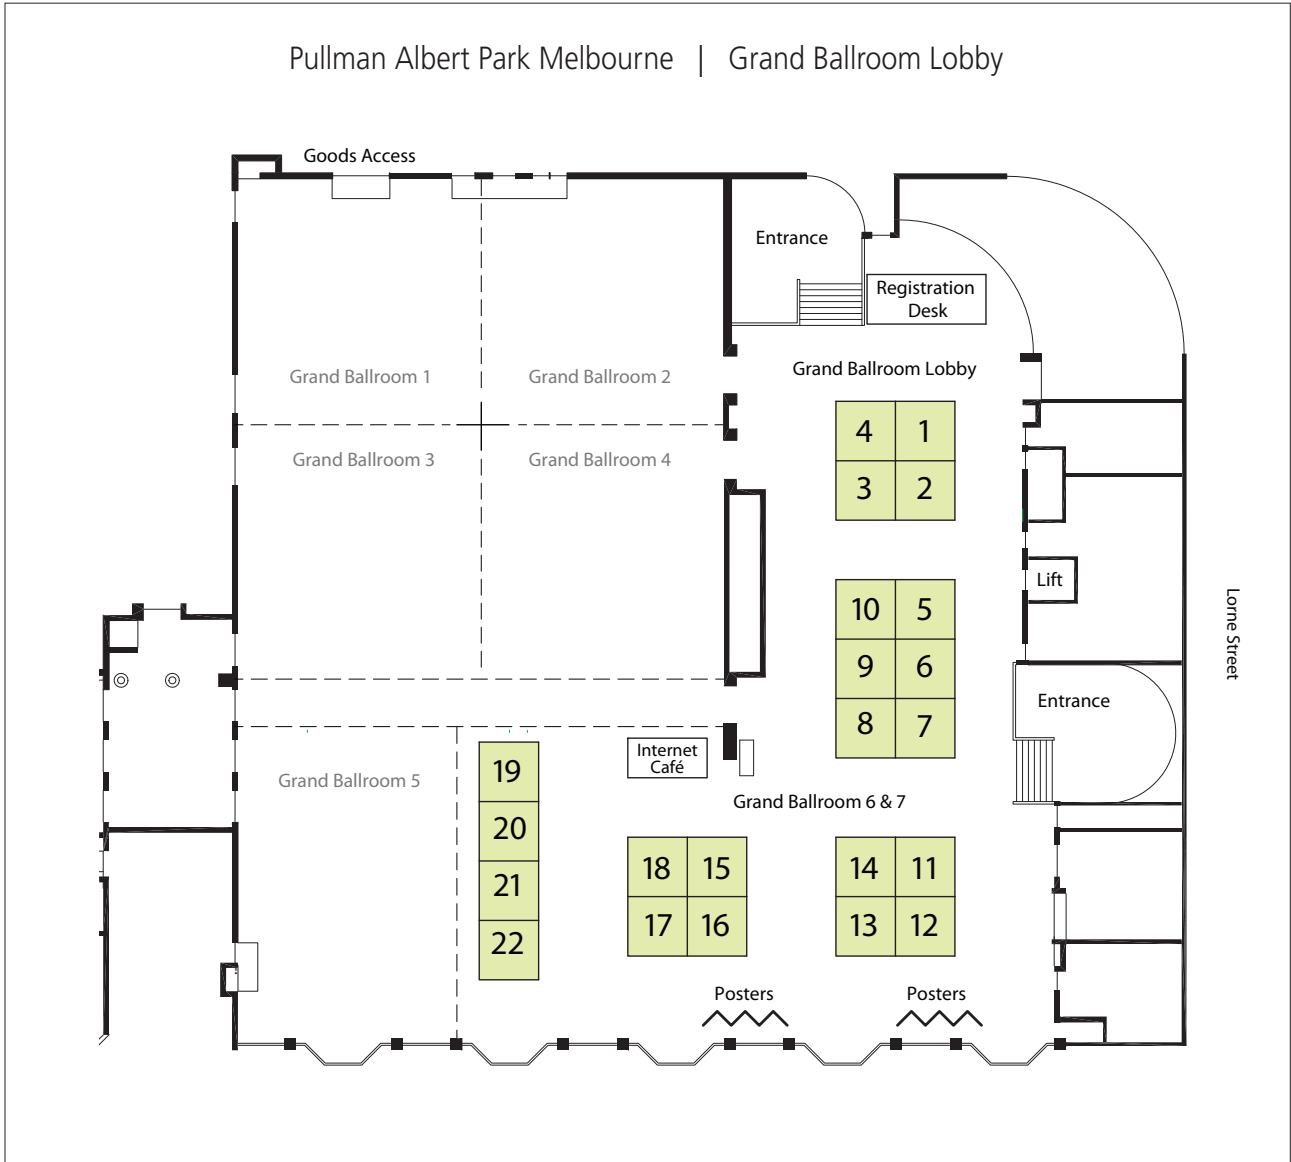 Pullman Albert Park Melbourne | Grand Ballroom Lobby
Goods Access
Entrance
Registration
Desk
Grand Ballroom 1
Grand Ballroom 2
Grand Ballroom Lobby
4 1
Grand Ballroom 3
Grand Ballroom 4
3 2
Lift
10 5
Lorne Street
9 6
Entrance
8 7
Internet
Café
19
Grand Ballroom 5
Grand Ballroom 6 & 7
20
18 15
14 11
21
17 16
13 12
22
Posters
Posters